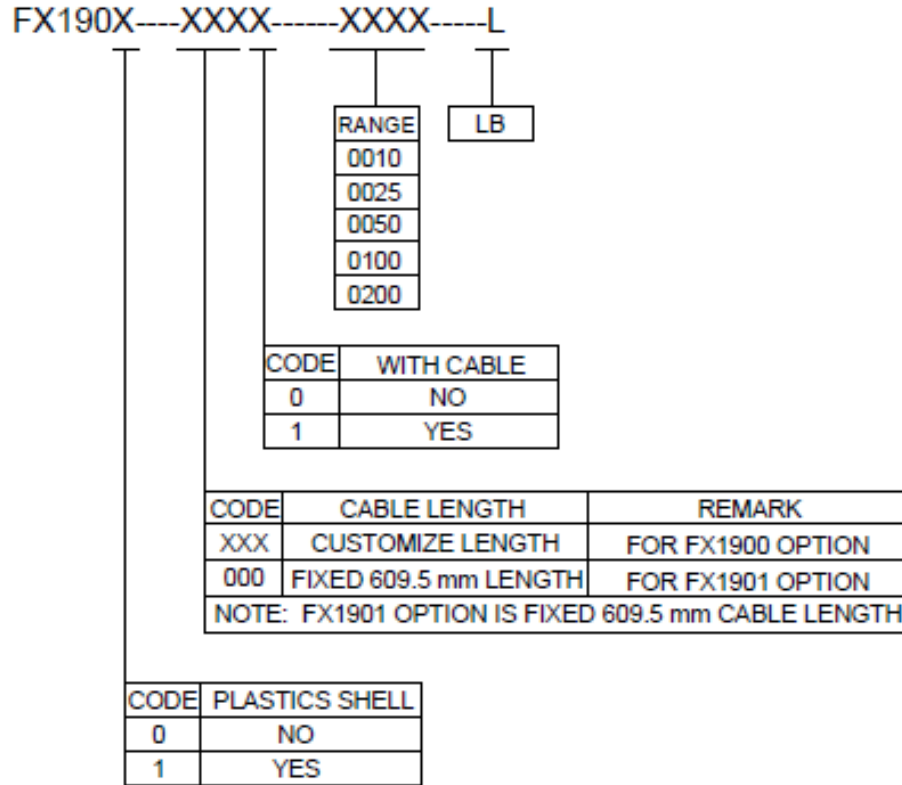 FX190X----XXXX------XXXX-----L
RANGE
0010
0025
0050
0100
0200
LB
CODE WITH CABLE
0 NO
1 YES
CODE CABLE LENGTH REMARK
XXX CUSTOMIZE LENGTH FOR FX1900 OPTION
000 FIXED 609.5 mm LENGTH FOR FX1901 OPTION
NOTE: FX1901 OPTION IS FIXED 609.5 mm CABLE LENGTH
CODE PLASTICS SHELL
0 NO
1 YES